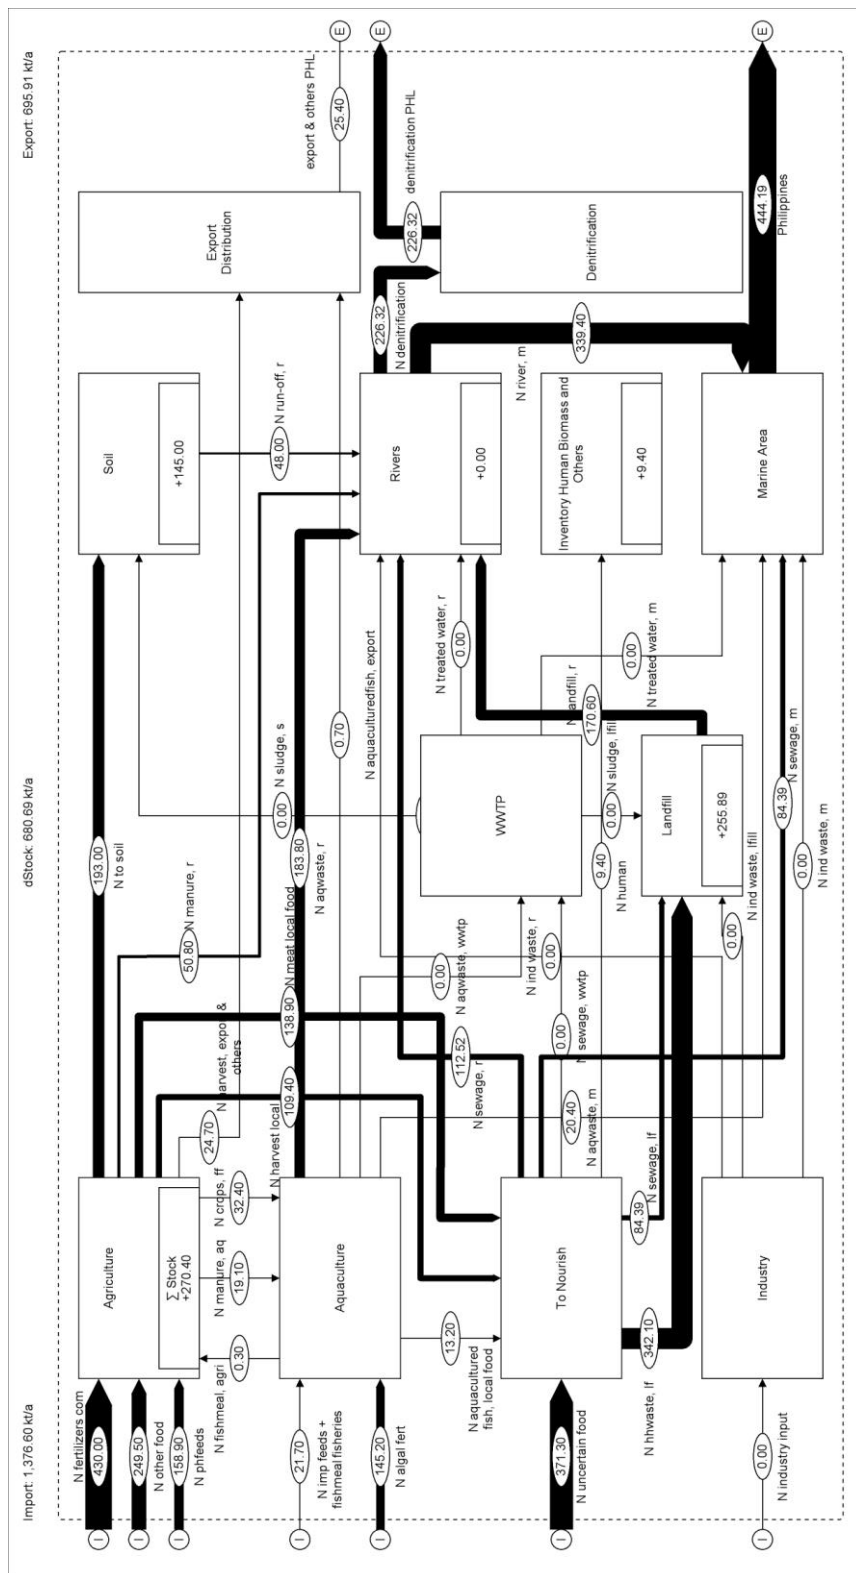 Import: 1,376.60 kt/a
dStock: 680.69 kt/a
Export: 695.91 kt/a
I
N fertilizers com
430.00
I
249.50
N other food
I
158.90
N phfeeds
Agriculture
∑ Stock
+270.40
193.00
N to soil
Soil
+145.00
50.80
N manure, r
48.00
N run-off, r
Export
Distribution
export & others PHL
25.40
E
N harvest, export &
others
24.70
138.90
N meat local food
109.40
N harvest local
N fishmeal, agri
0.30
N manure, aq
19.10
N crops, ff
32.40
0.00
N sludge, s
0.70
I
21.70
N imp feeds +
fishmeal fisheries
I
145.20
N algal fert
Aquaculture
183.80
N aqwaste, r
N aquaculturedfish, export
Rivers
+0.00
226.32
N denitrification
226.32
denitrification PHL
E
Denitrification
0.00
N aqwaste, wwtp
N ind waste, r
0.00
112.52
N sewage, r
WWTP
0.00
N treated water, r
N river, m
339.40
13.20
N aquacultured
fish, local food
I
371.30
N uncertain food
To Nourish
0.00
N sewage, wwtp
20.40
N aqwaste, m
9.40
N human
0.00
N sludge, lfill
170.60
0.00
N treated water, m
Inventory Human Biomass and
Others
+9.40
84.39
N sewage, lf
342.10
N hhwaste, lf
Landfill
+255.89
84.39
N sewage, m
Marine Area
444.19
Philippines
E
I
0.00
N industry input
Industry
0.00
N ind waste, lfill
0.00
N ind waste, m